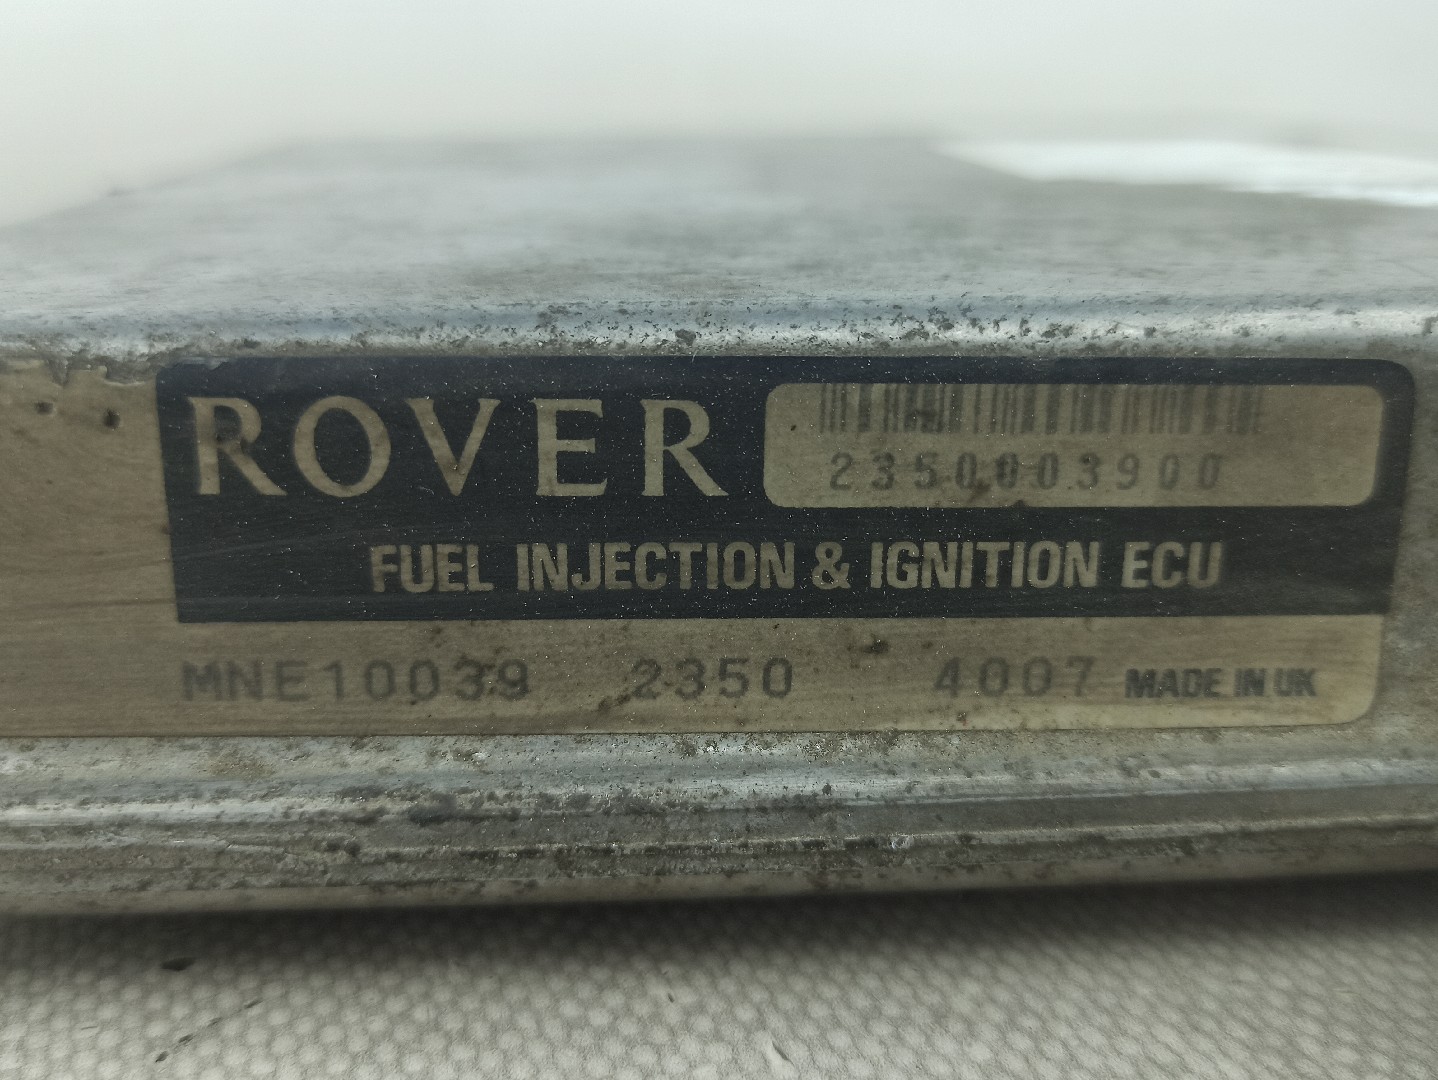 ROVER
2350003900
FUEL INJECTION & IGNITION ECU
MNE10039 2350 4007 MADE IN UK